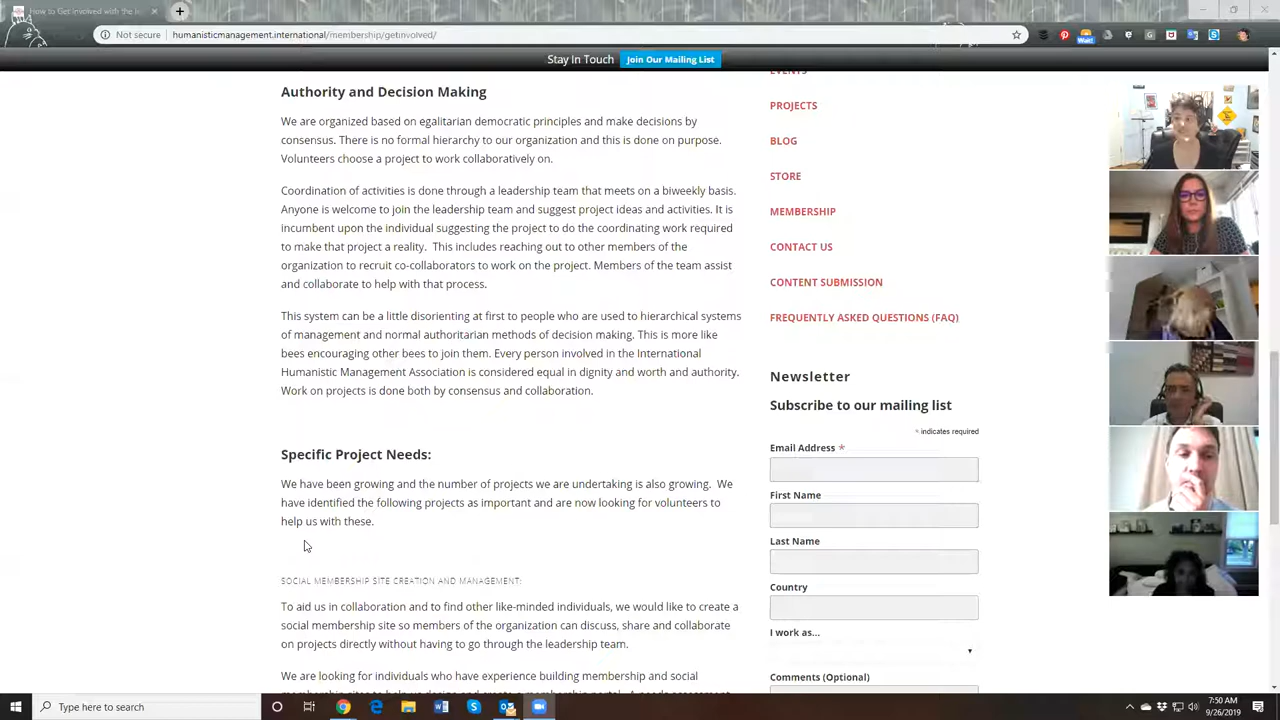 How to Get Involved with the
Not secure
humanisticmanagement.international/membership/getinvolved/
Stay In Touch
Join Our Mailing List
Authority and Decision Making
We are organized based on egalitarian democratic principles and make decisions by
consensus. There is no formal hierarchy to our organization and this is done on purpose.
Volunteers choose a project to work collaboratively on.
Coordination of activities is done through a leadership team that meets on a biweekly basis.
Anyone is welcome to join the leadership team and suggest project ideas and activities. It is
incumbent upon the individual suggesting the project to do the coordinating work required
to make that project a reality. This includes reaching out to other members of the
organization to recruit co-collaborators to work on the project. Members of the team assist
and collaborate to help with that process.
This system can be a little disorienting at first to people who are used to hierarchical systems
of management and normal authoritarian methods of decision making. This is more like
bees encouraging other bees to join them. Every person involved in the International
Humanistic Management Association is considered equal in dignity and worth and authority.
Work on projects is done both by consensus and collaboration.
Specific Project Needs:
We have been growing and the number of projects we are undertaking is also growing. We
have identified the following projects as important and are now looking for volunteers to
help us with these.
SOCIAL MEMBERSHIP SITE CREATION AND MANAGEMENT:
To aid us in collaboration and to find other like-minded individuals, we would like to create a
social membership site so members of the organization can discuss, share and collaborate
on projects directly without having to go through the leadership team.
We are looking for individuals who have experience building membership and social
EVENTS
PROJECTS
BLOG
STORE
MEMBERSHIP
CONTACT US
CONTENT SUBMISSION
FREQUENTLY ASKED QUESTIONS (FAQ)
Newsletter
Subscribe to our mailing list
* indicates required
Email Address *
First Name
Last Name
Country
I work as...
Comments (Optional)
Type here to search
7:50 AM
9/26/2019